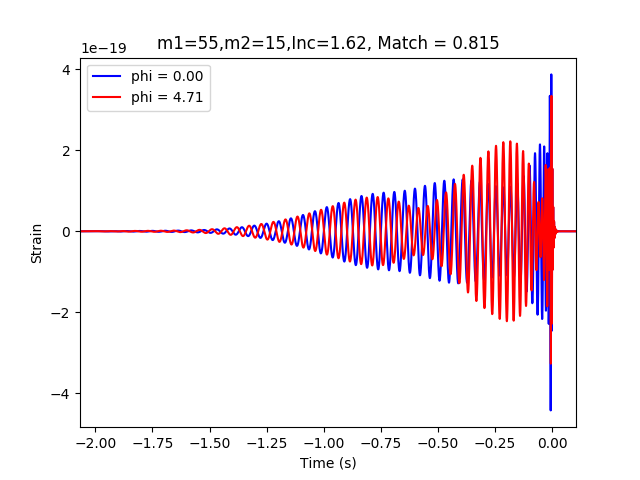 m1=55,m2=15,Inc=1.62, Match = 0.815
1e−19
phi = 0.00
phi = 4.71
4
2
0
−2
−4
Strain
−2.00 −1.75 −1.50 −1.25 −1.00 −0.75 −0.50 −0.25 0.00
Time (s)